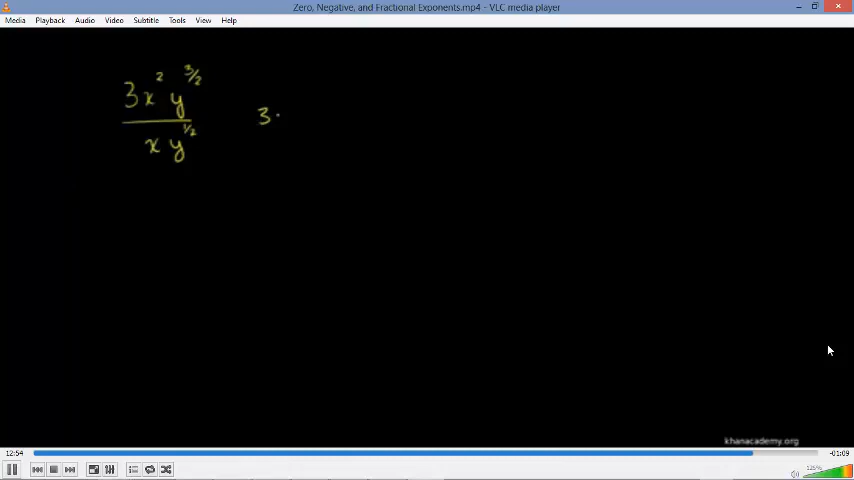 Zero, Negative, and Fractional Exponents.mp4 - VLC media player
Media Playback Audio Video Subtitle Tools View Help
3x² y^3/2 3 ·
x y^1/2
khanacademy.org
12:54 -01:09
125%